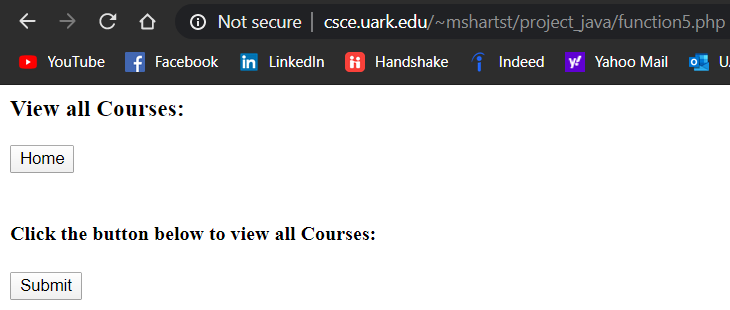 Not secure | csce.uark.edu/~mshartst/project_java/function5.php
YouTube Facebook LinkedIn Handshake Indeed Yahoo Mail U
View all Courses:
Home
Click the button below to view all Courses:
Submit